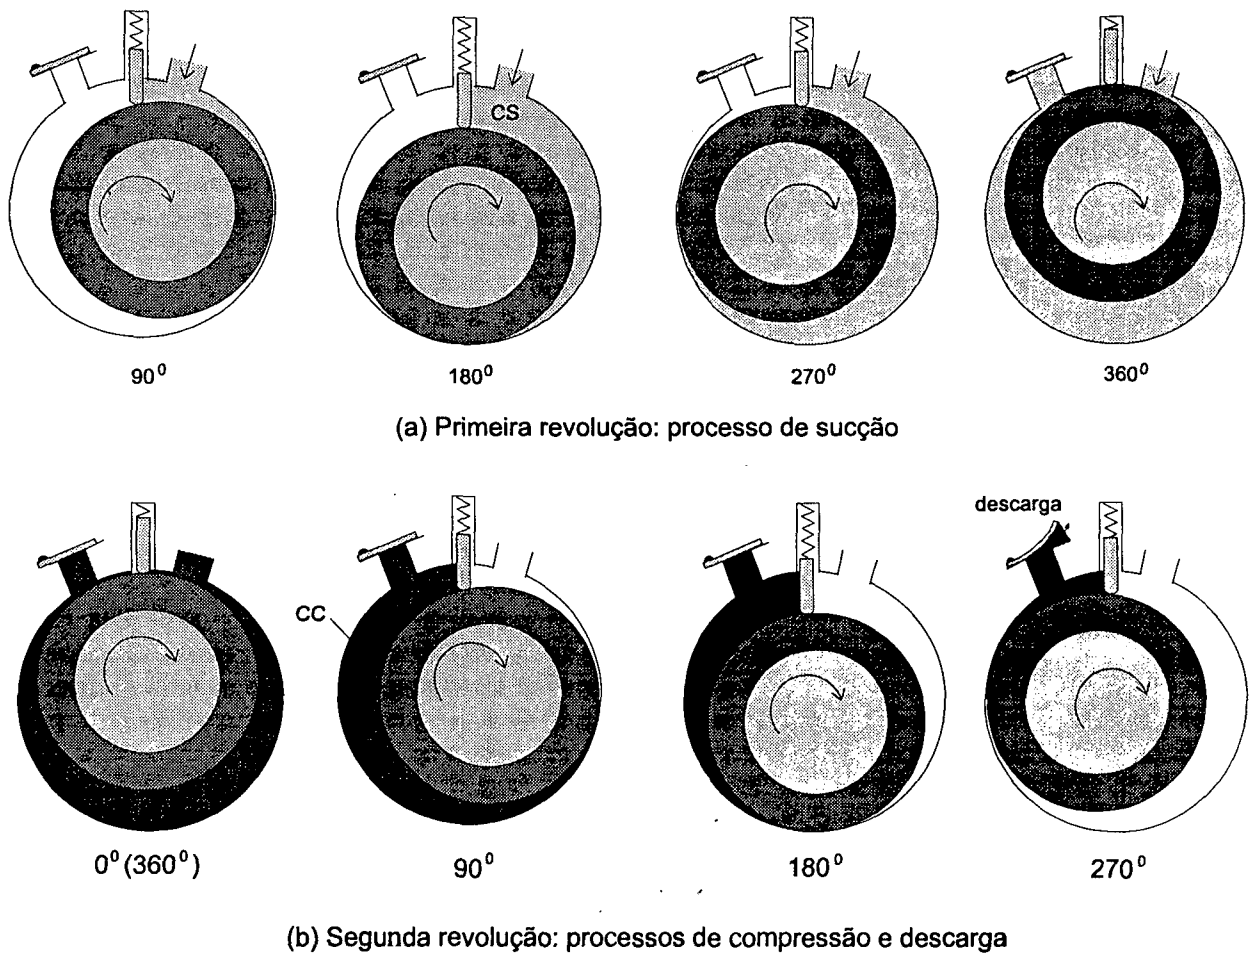 CS
90⁰
180⁰
270⁰
360⁰
(a) Primeira revolução: processo de sucção
descarga
CC
0⁰ (360⁰)
90⁰
180⁰
270⁰
(b) Segunda revolução: processos de compressão e descarga